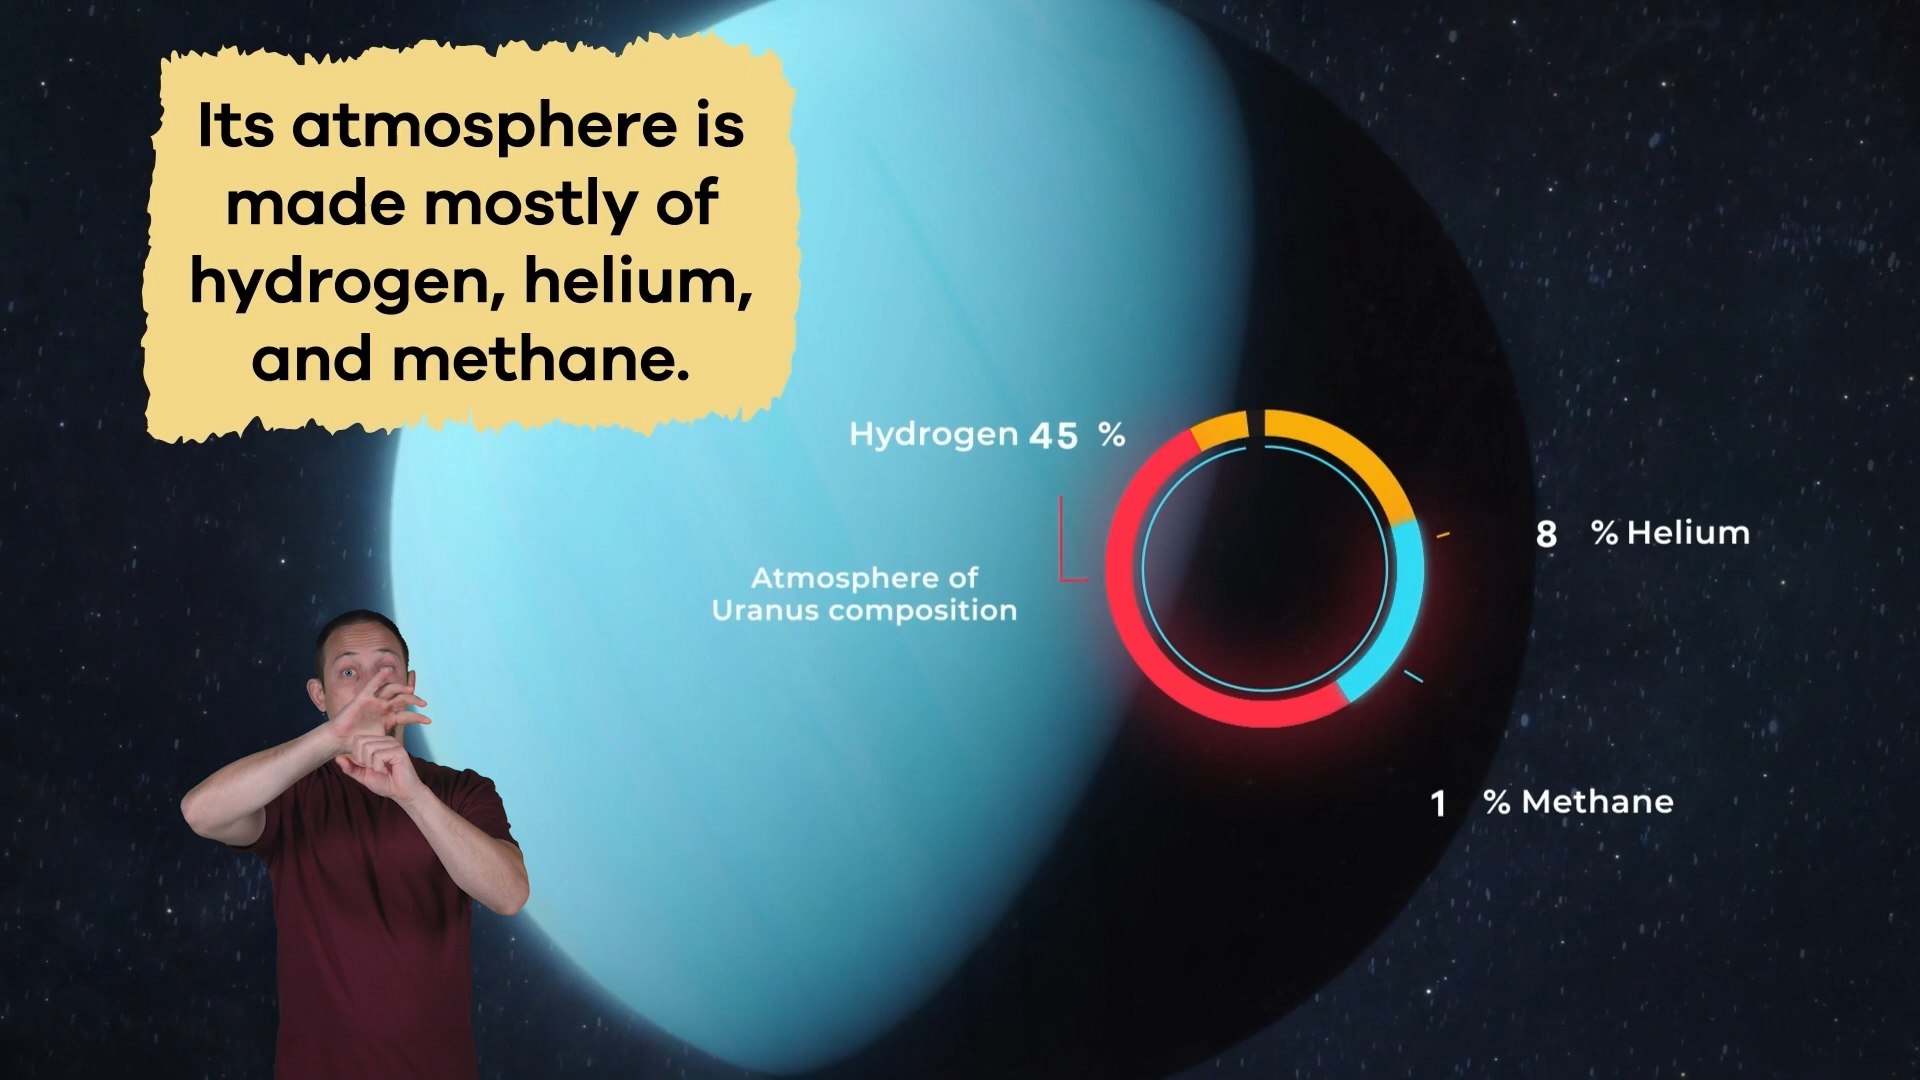 Its atmosphere is
made mostly of
hydrogen, helium,
and methane.
Hydrogen 45 %
8 % Helium
Atmosphere of
Uranus composition
1 % Methane